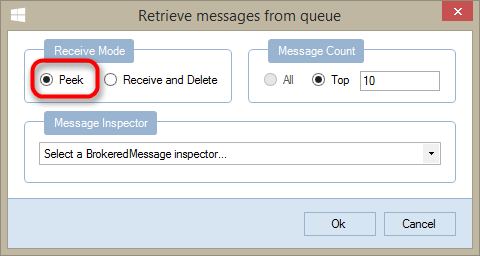 Retrieve messages from queue
Receive Mode
Message Count
Peek
Receive and Delete
All
Top
10
Message Inspector
Select a BrokeredMessage inspector...
Ok
Cancel